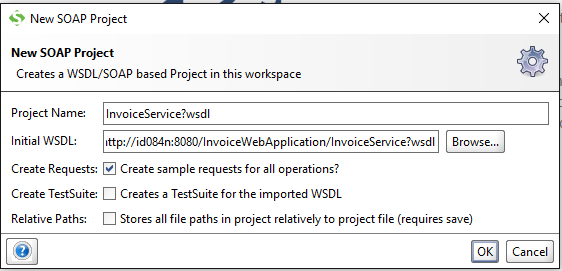 New SOAP Project
New SOAP Project
Creates a WSDL/SOAP based Project in this workspace
Project Name: InvoiceService?wsdl
Initial WSDL: ttp://id084n:8080/InvoiceWebApplication/InvoiceService?wsdl Browse...
Create Requests: Create sample requests for all operations?
Create TestSuite: Creates a TestSuite for the imported WSDL
Relative Paths: Stores all file paths in project relatively to project file (requires save)
? OK Cancel